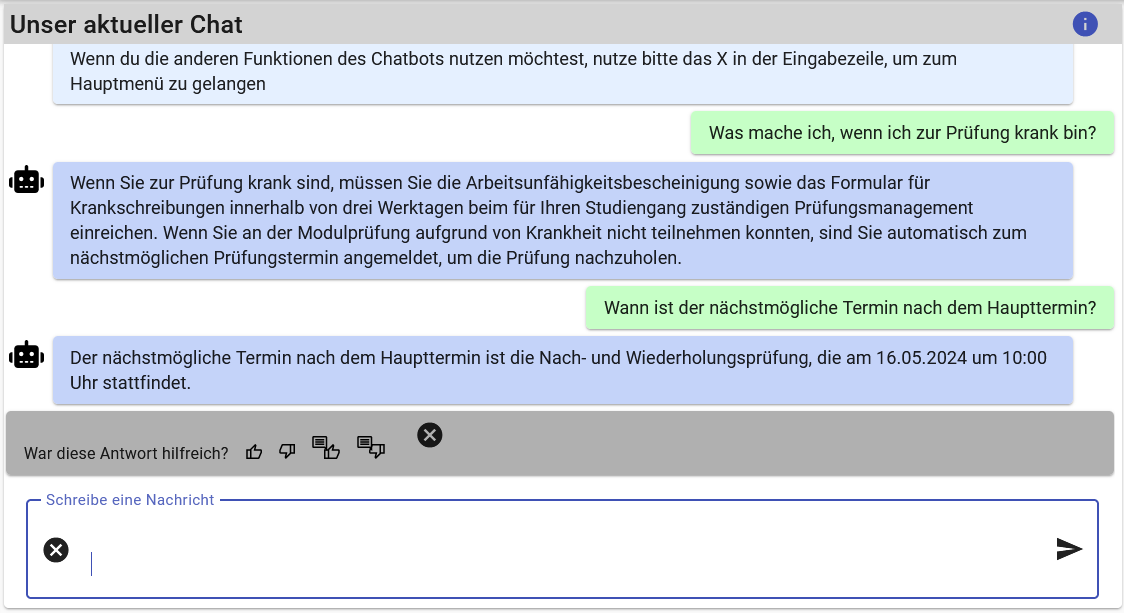 Unser aktueller Chat
i
Wenn du die anderen Funktionen des Chatbots nutzen möchtest, nutze bitte das X in der Eingabezeile, um zum
Hauptmenü zu gelangen
Was mache ich, wenn ich zur Prüfung krank bin?
Wenn Sie zur Prüfung krank sind, müssen Sie die Arbeitsunfähigkeitsbescheinigung sowie das Formular für
Krankschreibungen innerhalb von drei Werktagen beim für Ihren Studiengang zuständigen Prüfungsmanagement
einreichen. Wenn Sie an der Modulprüfung aufgrund von Krankheit nicht teilnehmen konnten, sind Sie automatisch zum
nächstmöglichen Prüfungstermin angemeldet, um die Prüfung nachzuholen.
Wann ist der nächstmögliche Termin nach dem Haupttermin?
Der nächstmögliche Termin nach dem Haupttermin ist die Nach- und Wiederholungsprüfung, die am 16.05.2024 um 10:00
Uhr stattfindet.
War diese Antwort hilfreich?
Schreibe eine Nachricht